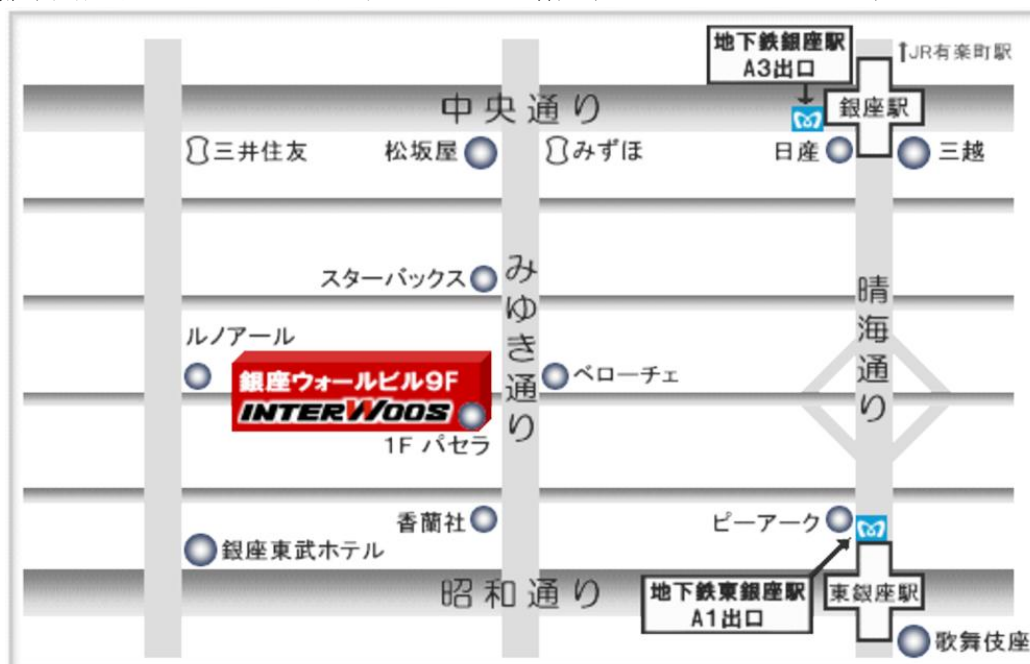 地下鉄銀座駅
A3出口
↑JR有楽町駅
中央通り
銀座駅
三井住友
松坂屋
みずほ
日産
三越
スターバックス
みゆき通り
晴海通り
ルノアール
銀座ウォールビル9F
INTERWOOS
ベローチェ
1F パセラ
香蘭社
ピーアーク
銀座東武ホテル
昭和通り
地下鉄東銀座駅
A1出口
東銀座駅
歌舞伎座